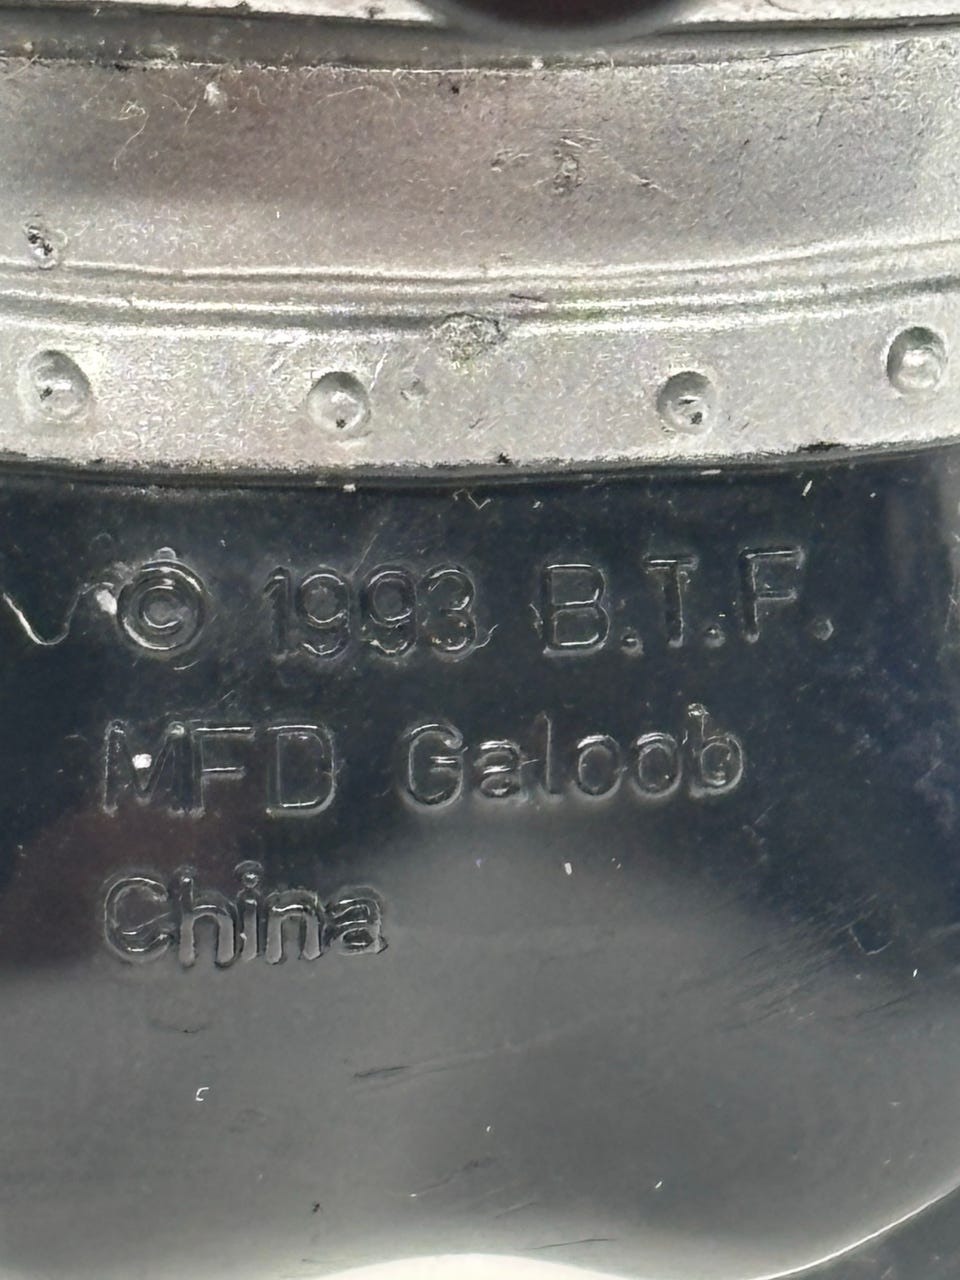 © 1993 B.T.F.
MFD Galoob
China